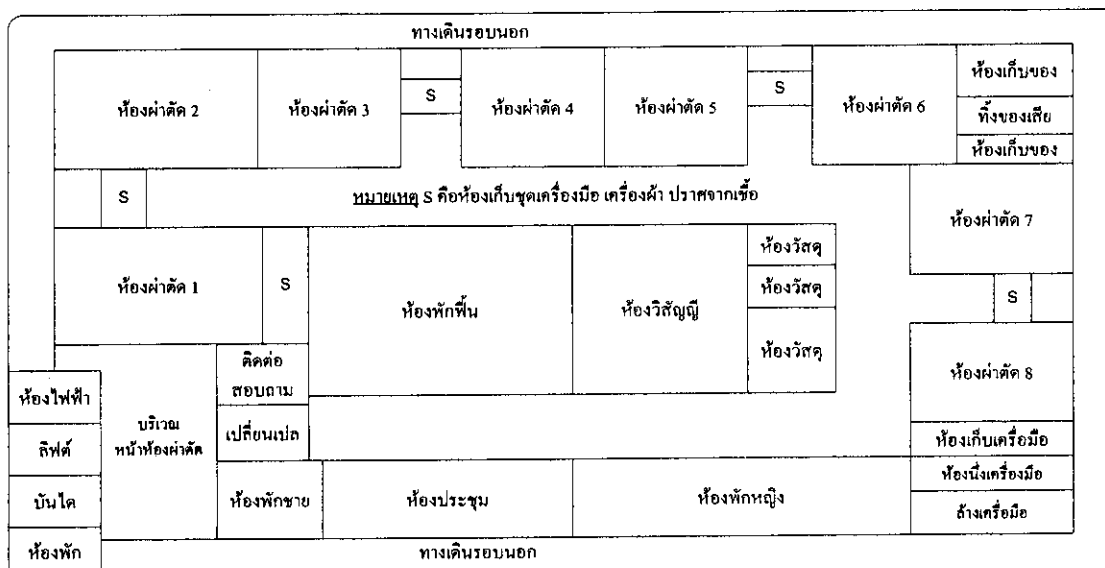 ทางเดินรอบนอก
ห้องผ่าตัด 2
ห้องผ่าตัด 3
S
ห้องผ่าตัด 4
ห้องผ่าตัด 5
S
ห้องผ่าตัด 6
ห้องเก็บของ
ทิ้งของเสีย
ห้องเก็บของ
S
หมายเหตุ S คือห้องเก็บชุดเครื่องมือ เครื่องผ้า ปราศจากเชื้อ
ห้องผ่าตัด 7
ห้องผ่าตัด 1
S
ห้องพักฟื้น
ห้องวิสัญญี
ห้องวัสดุ
ห้องวัสดุ
ห้องวัสดุ
S
ห้องผ่าตัด 8
ติดต่อ
สอบถาม
ห้องไฟฟ้า
บริเวณ
หน้าห้องผ่าตัด
เปลี่ยนเปล
ลิฟต์
ห้องเก็บเครื่อมือ
ห้องนึ่งเครื่องมือ
บันได
ห้องพักชาย
ห้องประชุม
ห้องพักหญิง
ล้างเครื่อมือ
ห้องพัก
ทางเดินรอบนอก